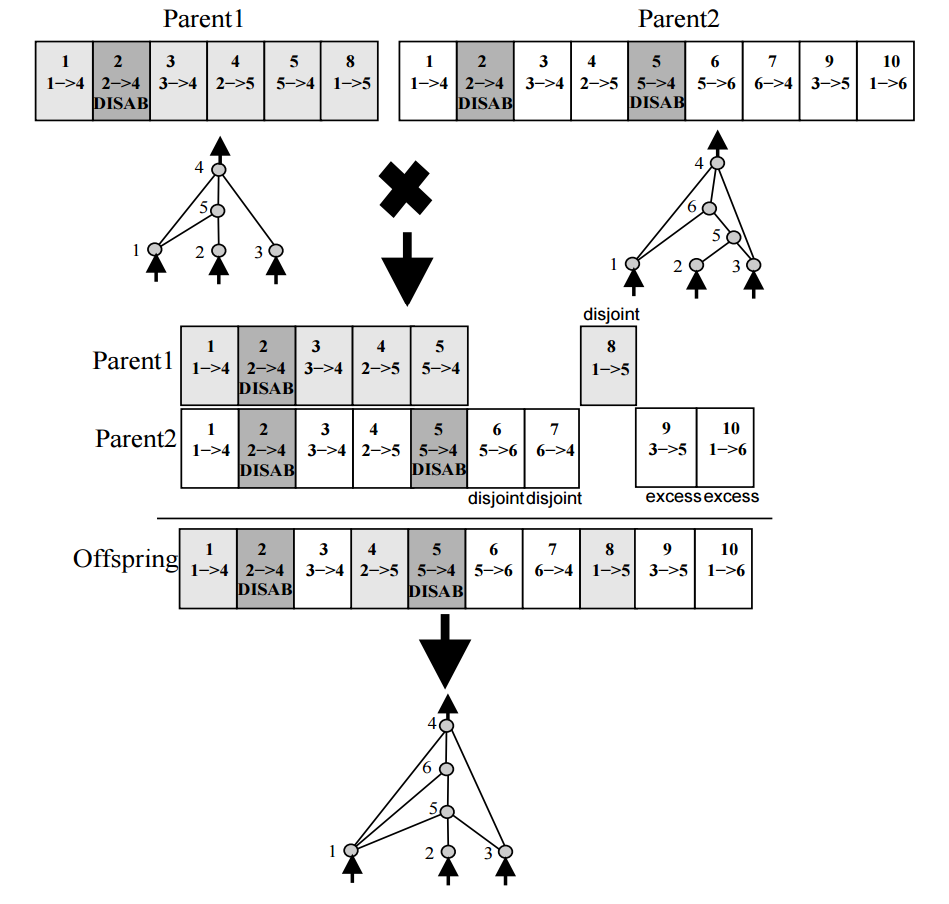 Parent1 Parent2
1 2 3 4 5 8 1 2 3 4 5 6 7 9 10
1−>4 2−>4 3−>4 2−>5 5−>4 1−>5 1−>4 2−>4 3−>4 2−>5 5−>4 5−>6 6−>4 3−>5 1−>6
DISAB DISAB DISAB
4 4
5 6
5
1 2 3 1 2 3
disjoint
Parent1 1 2 3 4 5 8
1−>4 2−>4 3−>4 2−>5 5−>4 1−>5
DISAB
Parent2 1 2 3 4 5 6 7 9 10
1−>4 2−>4 3−>4 2−>5 5−>4 5−>6 6−>4 3−>5 1−>6
DISAB DISAB
disjoint disjoint excess excess
Offspring 1 2 3 4 5 6 7 8 9 10
1−>4 2−>4 3−>4 2−>5 5−>4 5−>6 6−>4 1−>5 3−>5 1−>6
DISAB DISAB
4
6
5
1 2 3